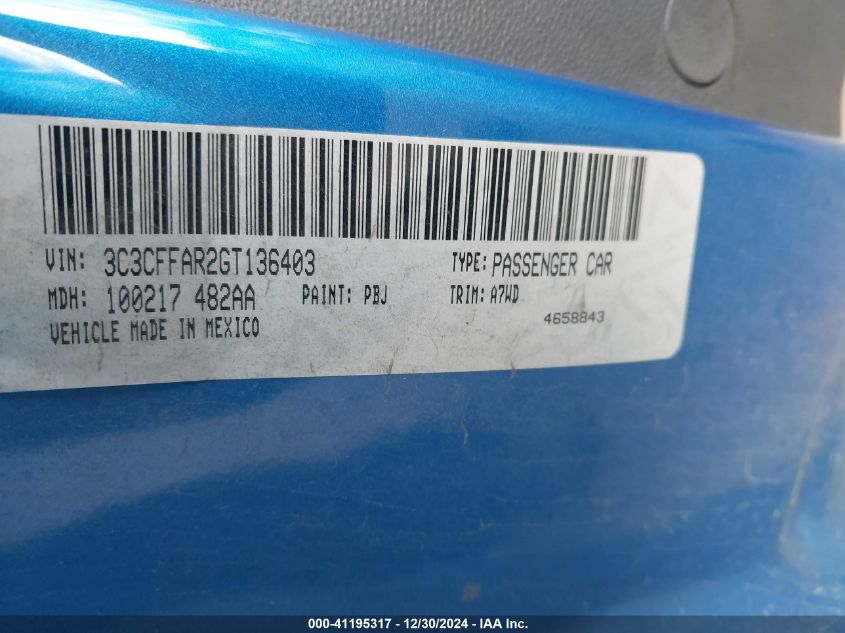 VIN: 3C3CFFAR2GT136403 TYPE: PASSENGER CAR
MDH: 100217 482AA PAINT: PBJ TRIM: A7WD
VEHICLE MADE IN MEXICO 4658843
000-41195317 | 12/30/2024 - IAA Inc.